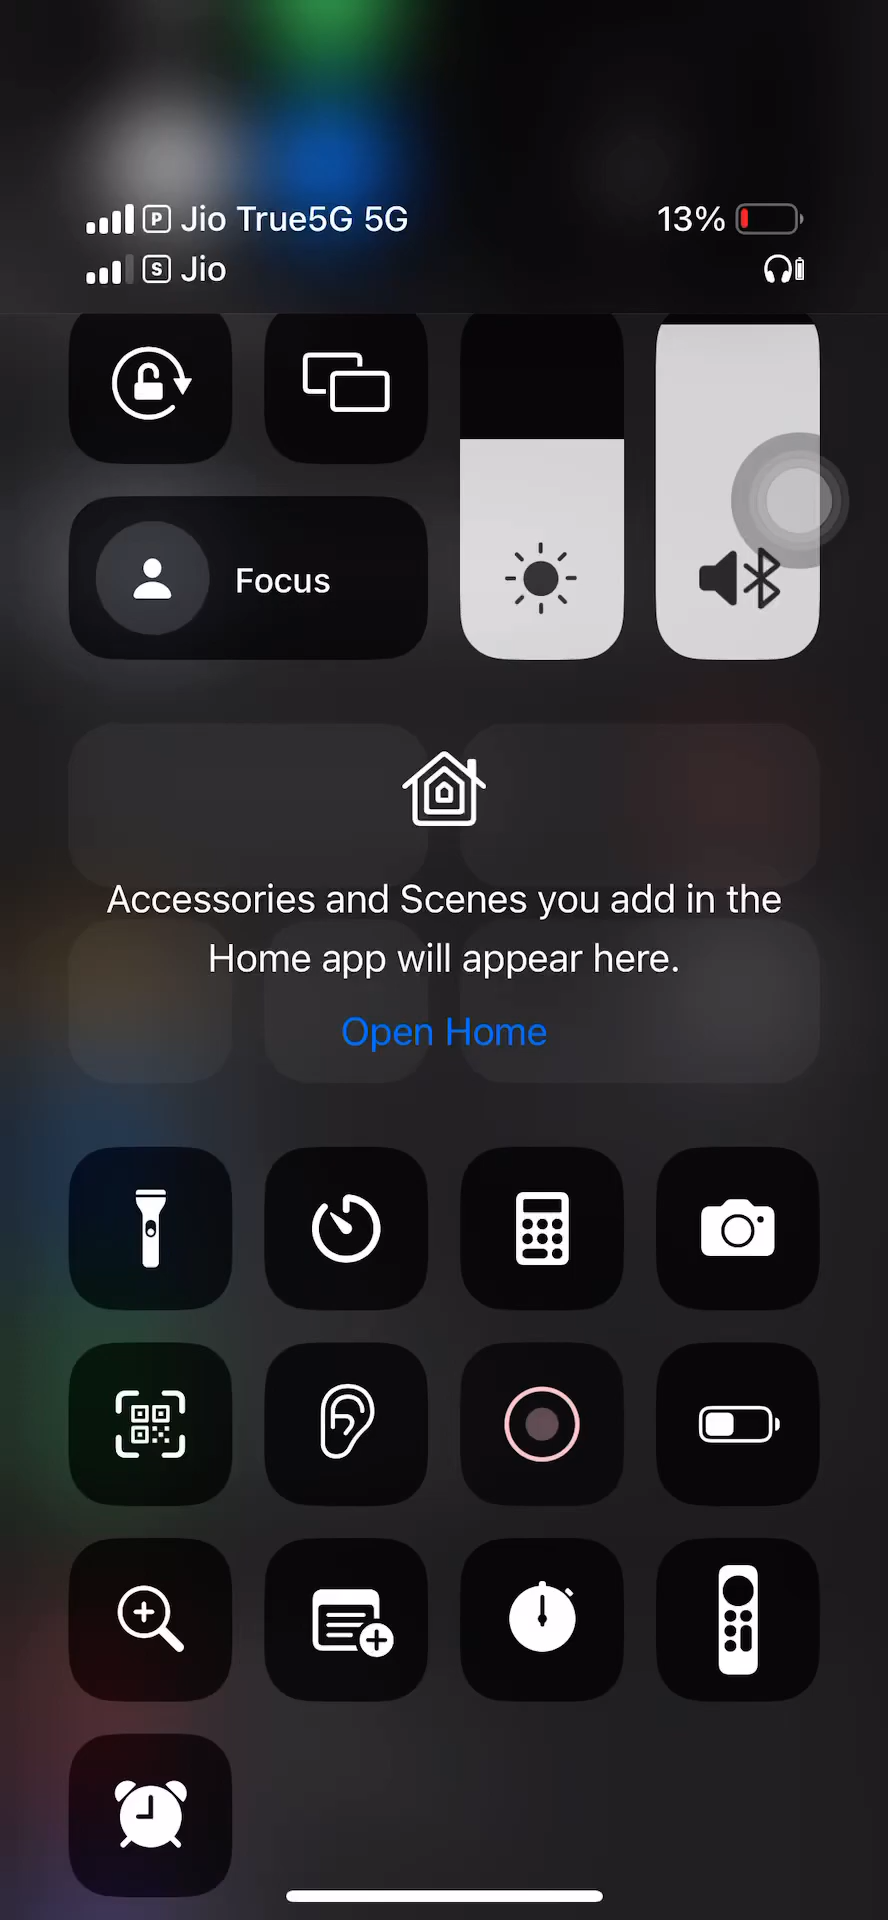 P Jio True5G 5G 13%
S Jio
Focus
Accessories and Scenes you add in the
Home app will appear here.
Open Home